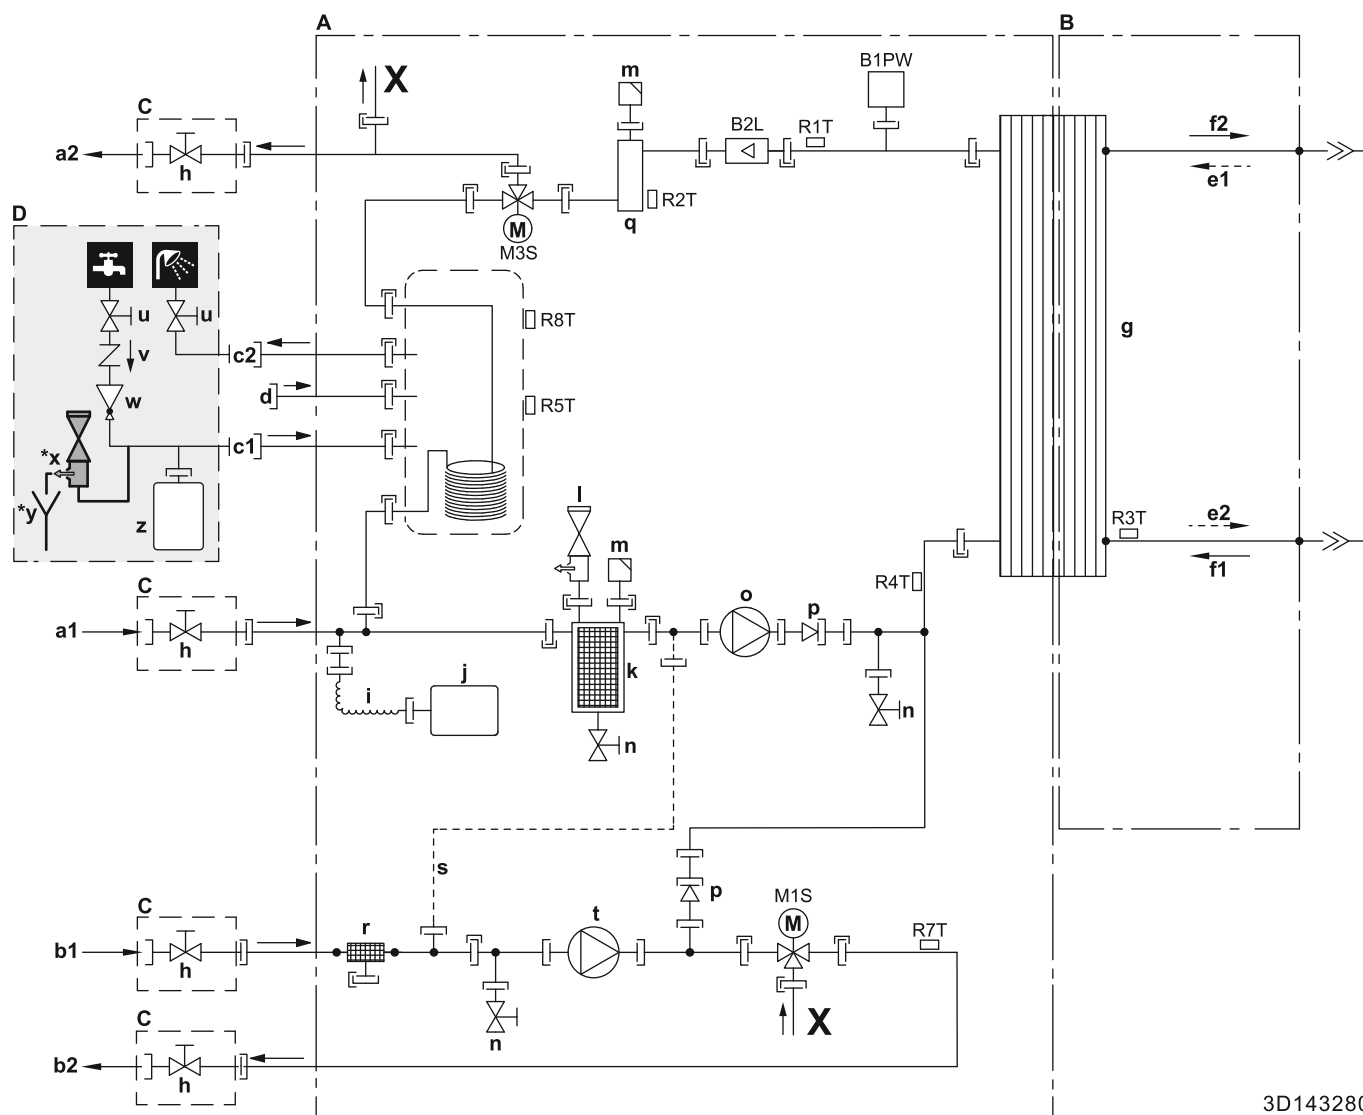 A
B
X
m
B1PW
C
B2L
R1T
f2
a2
h
e1
R2T
D
q
M
M3S
u
u
R8T
g
c2
v
d
R5T
w
c1
*x
l
*y
z
m
R3T
e2
f1
C
R4T
o
p
a1
h
k
j
i
n
n
s
p
M1S
C
r
t
M
R7T
b1
h
X
C
n
b2
h
3D143280